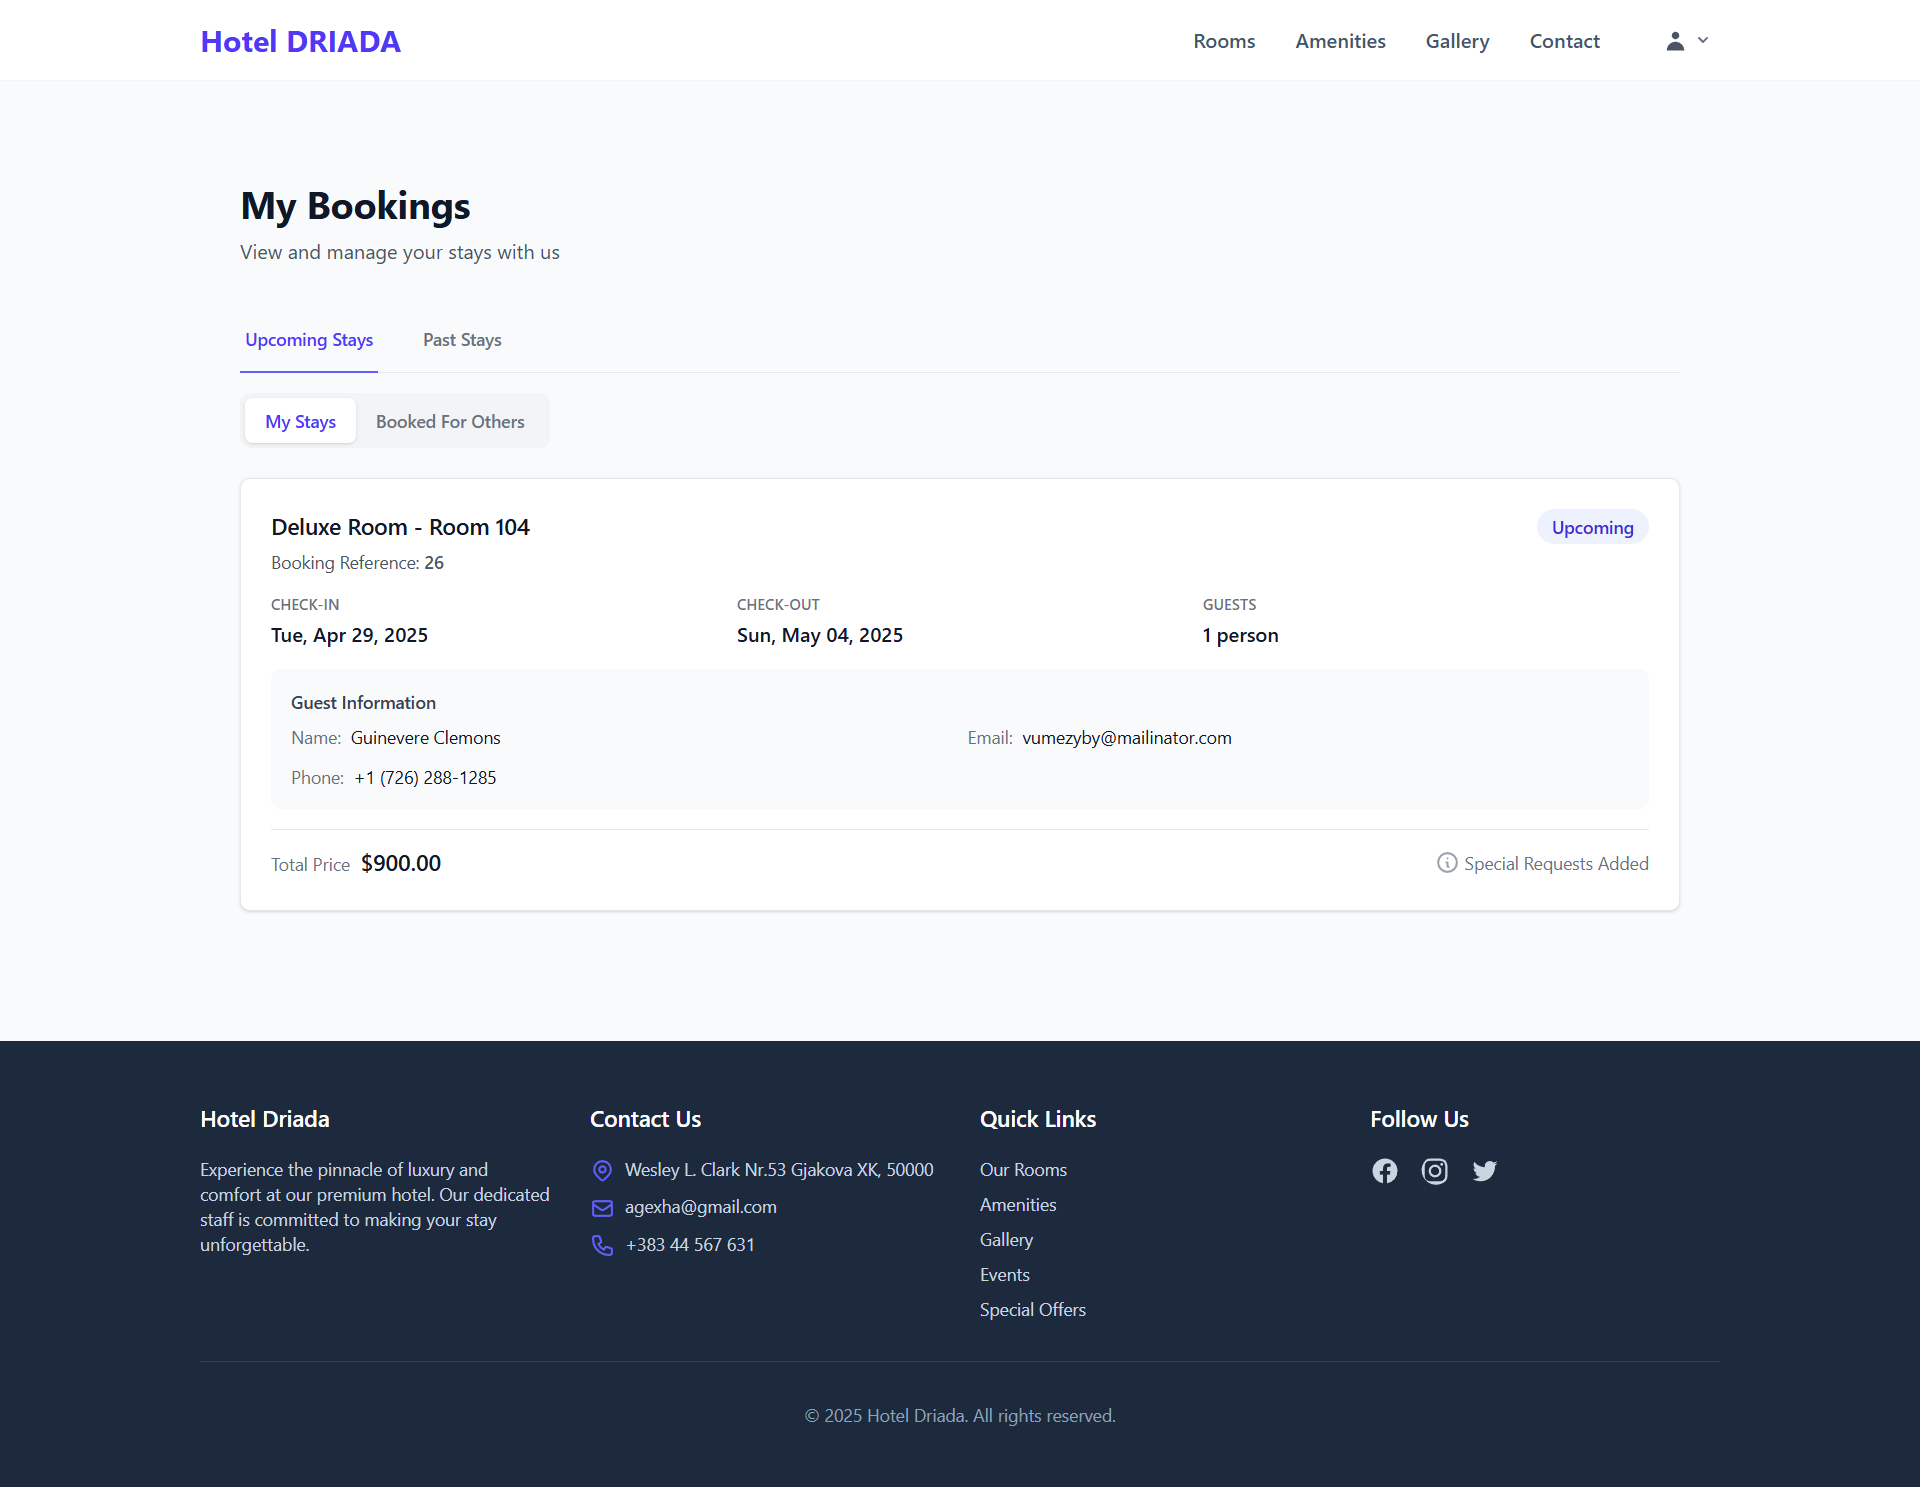 Hotel DRIADA
Rooms
Amenities
Gallery
Contact
My Bookings
View and manage your stays with us
Upcoming Stays
Past Stays
My Stays
Booked For Others
Deluxe Room - Room 104
Upcoming
Booking Reference: 26
CHECK-IN
Tue, Apr 29, 2025
CHECK-OUT
Sun, May 04, 2025
GUESTS
1 person
Guest Information
Name: Guinevere Clemons
Email: vumezyby@mailinator.com
Phone: +1 (726) 288-1285
Total Price $900.00
Special Requests Added
Hotel Driada
Experience the pinnacle of luxury and
comfort at our premium hotel. Our dedicated
staff is committed to making your stay
unforgettable.
Contact Us
Wesley L. Clark Nr.53 Gjakova XK, 50000
agexha@gmail.com
+383 44 567 631
Quick Links
Our Rooms
Amenities
Gallery
Events
Special Offers
Follow Us
© 2025 Hotel Driada. All rights reserved.